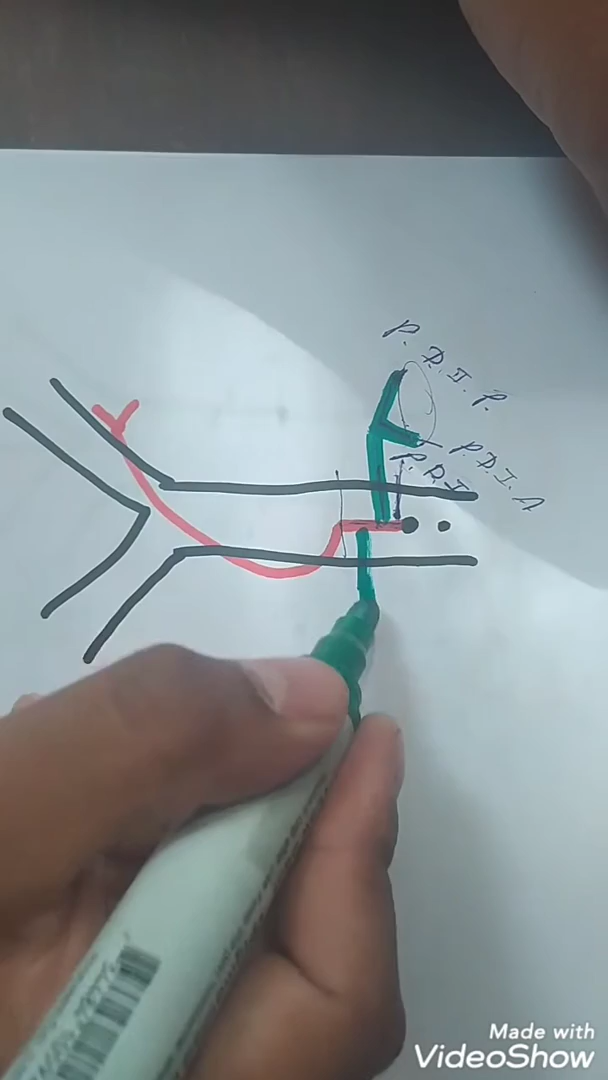 P. D. I. P.
P D I A
P. D. I
Made with
VideoShow